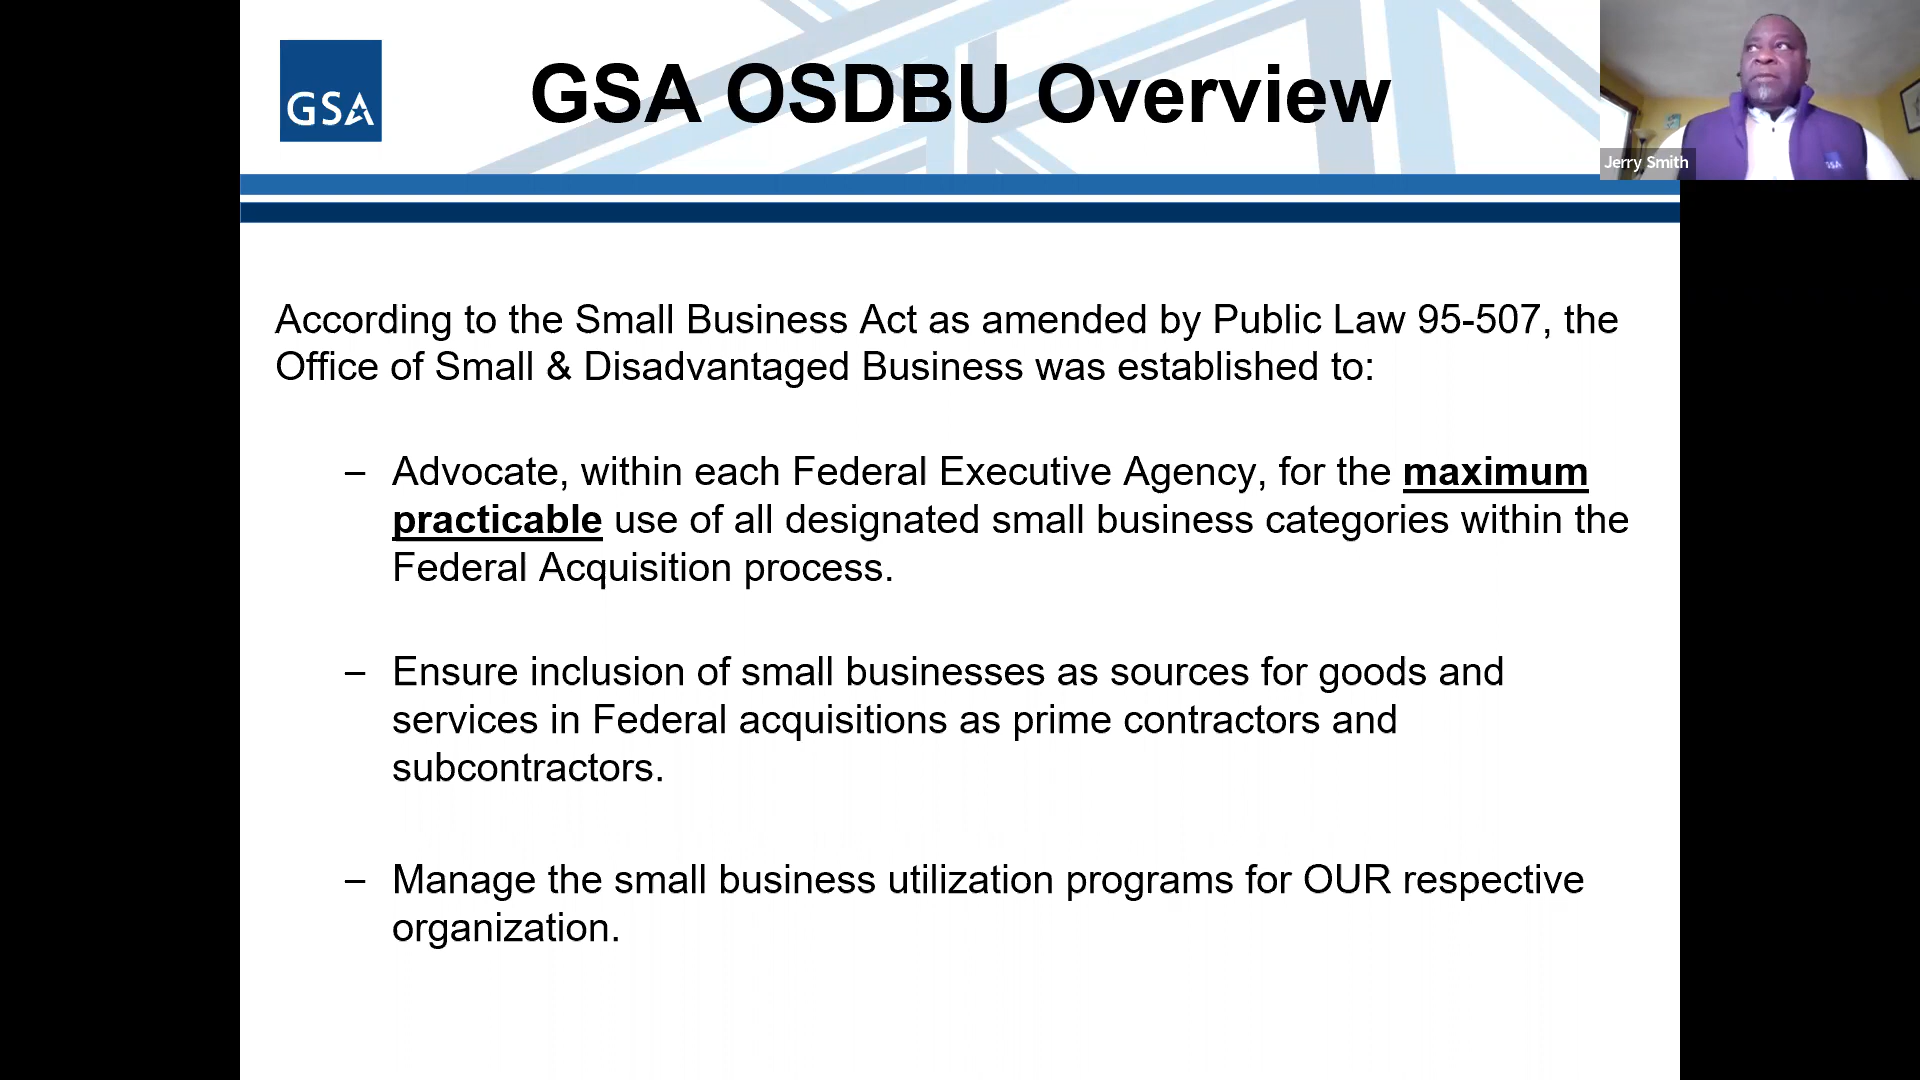 GSA
GSA OSDBU Overview
Jerry Smith
GSA
According to the Small Business Act as amended by Public Law 95-507, the
Office of Small & Disadvantaged Business was established to:
– Advocate, within each Federal Executive Agency, for the maximum
practicable use of all designated small business categories within the
Federal Acquisition process.
– Ensure inclusion of small businesses as sources for goods and
services in Federal acquisitions as prime contractors and
subcontractors.
– Manage the small business utilization programs for OUR respective
organization.